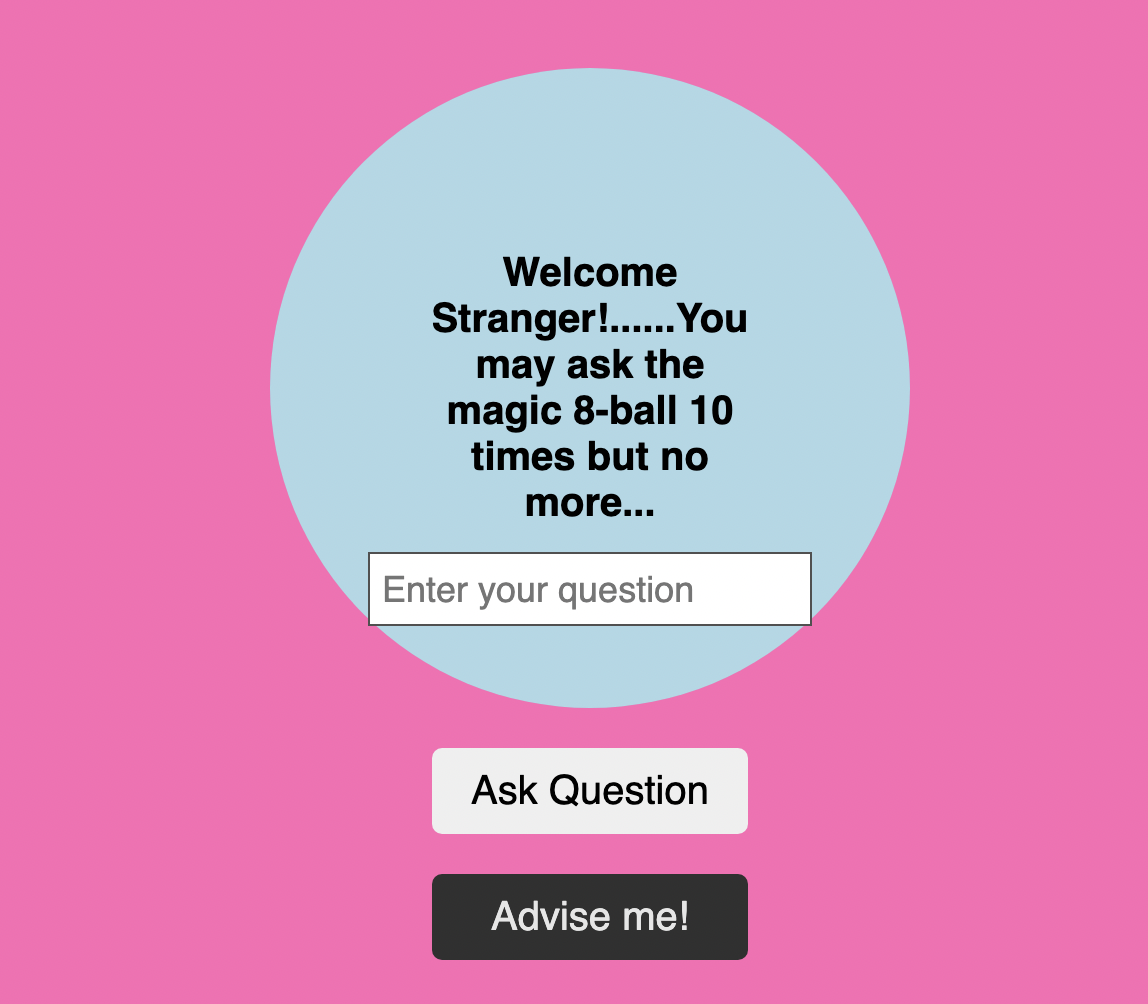 Welcome
Stranger!......You
may ask the
magic 8-ball 10
times but no
more...
Enter your question
Ask Question
Advise me!